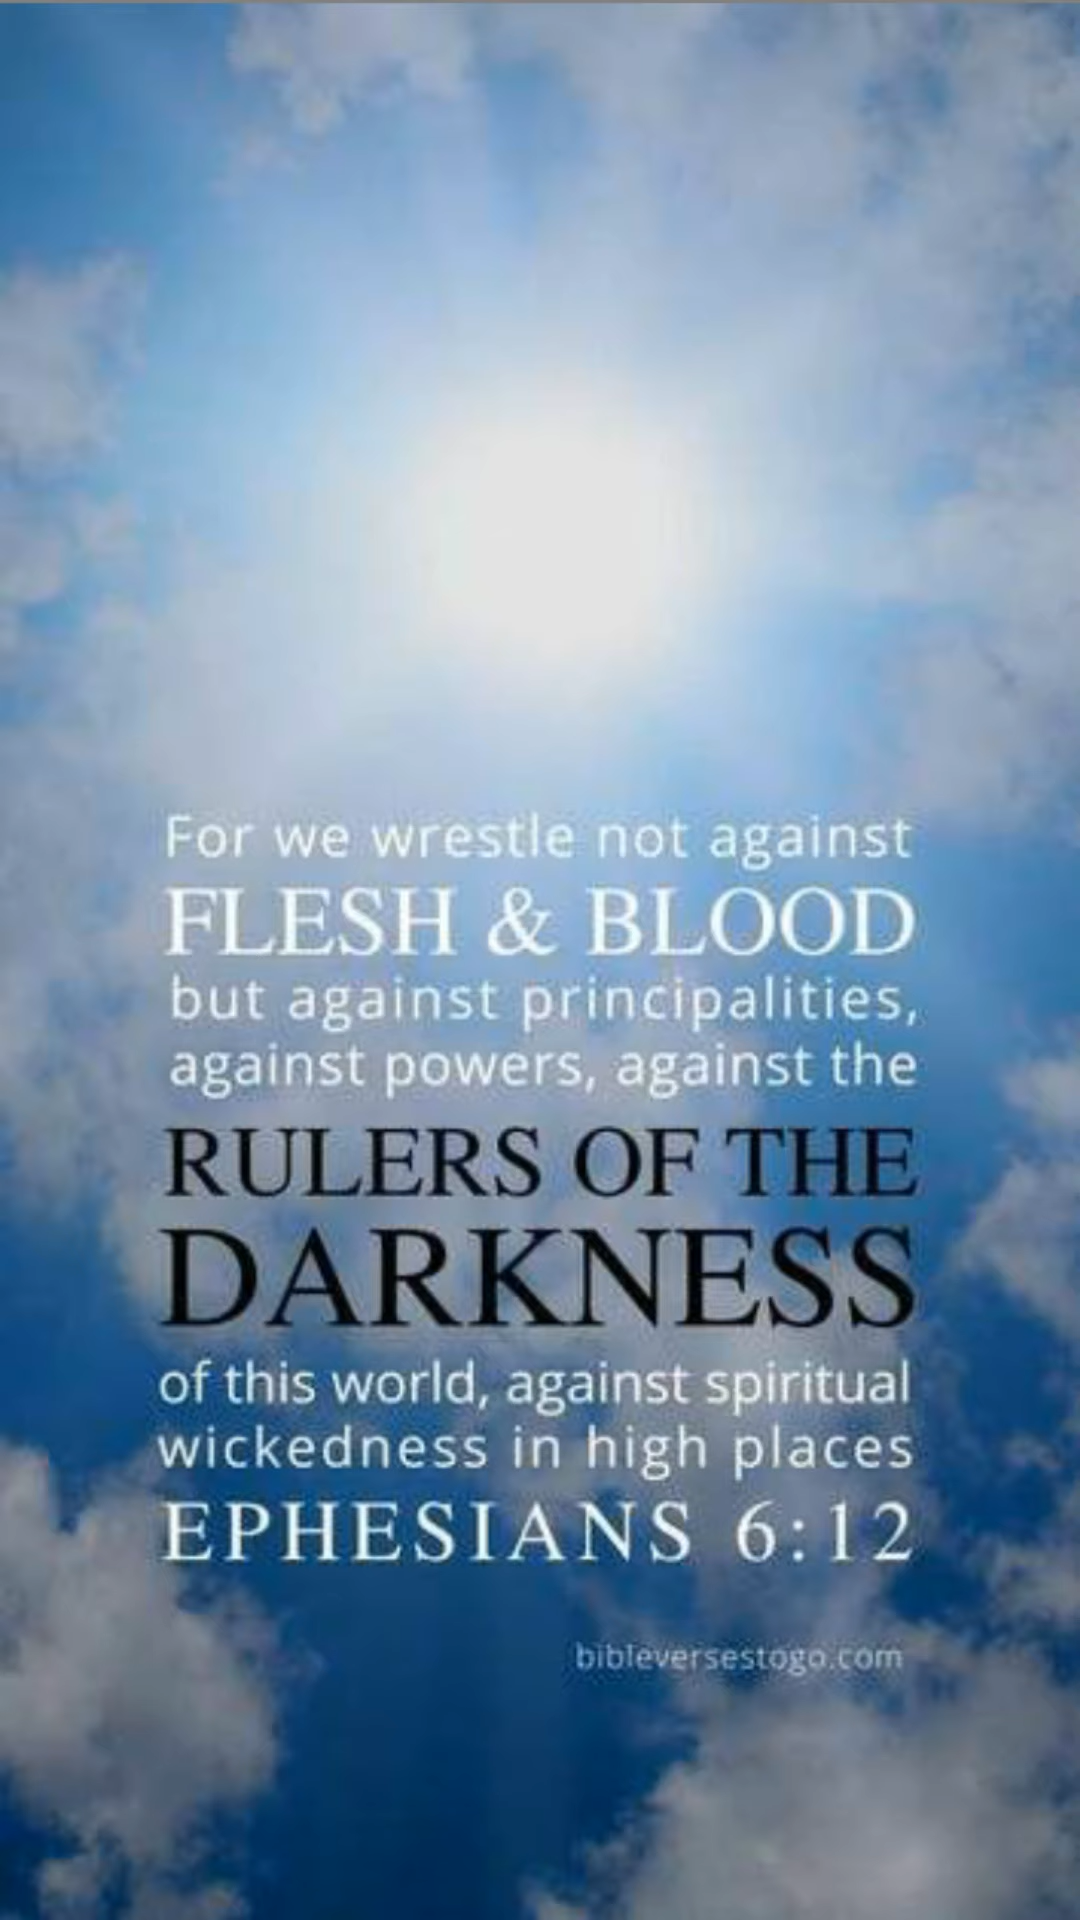 For we wrestle not against
FLESH & BLOOD
but against principalities,
against powers, against the
RULERS OF THE
DARKNESS
of this world, against spiritual
wickedness in high places
EPHESIANS 6:12
bibleversestogo.com